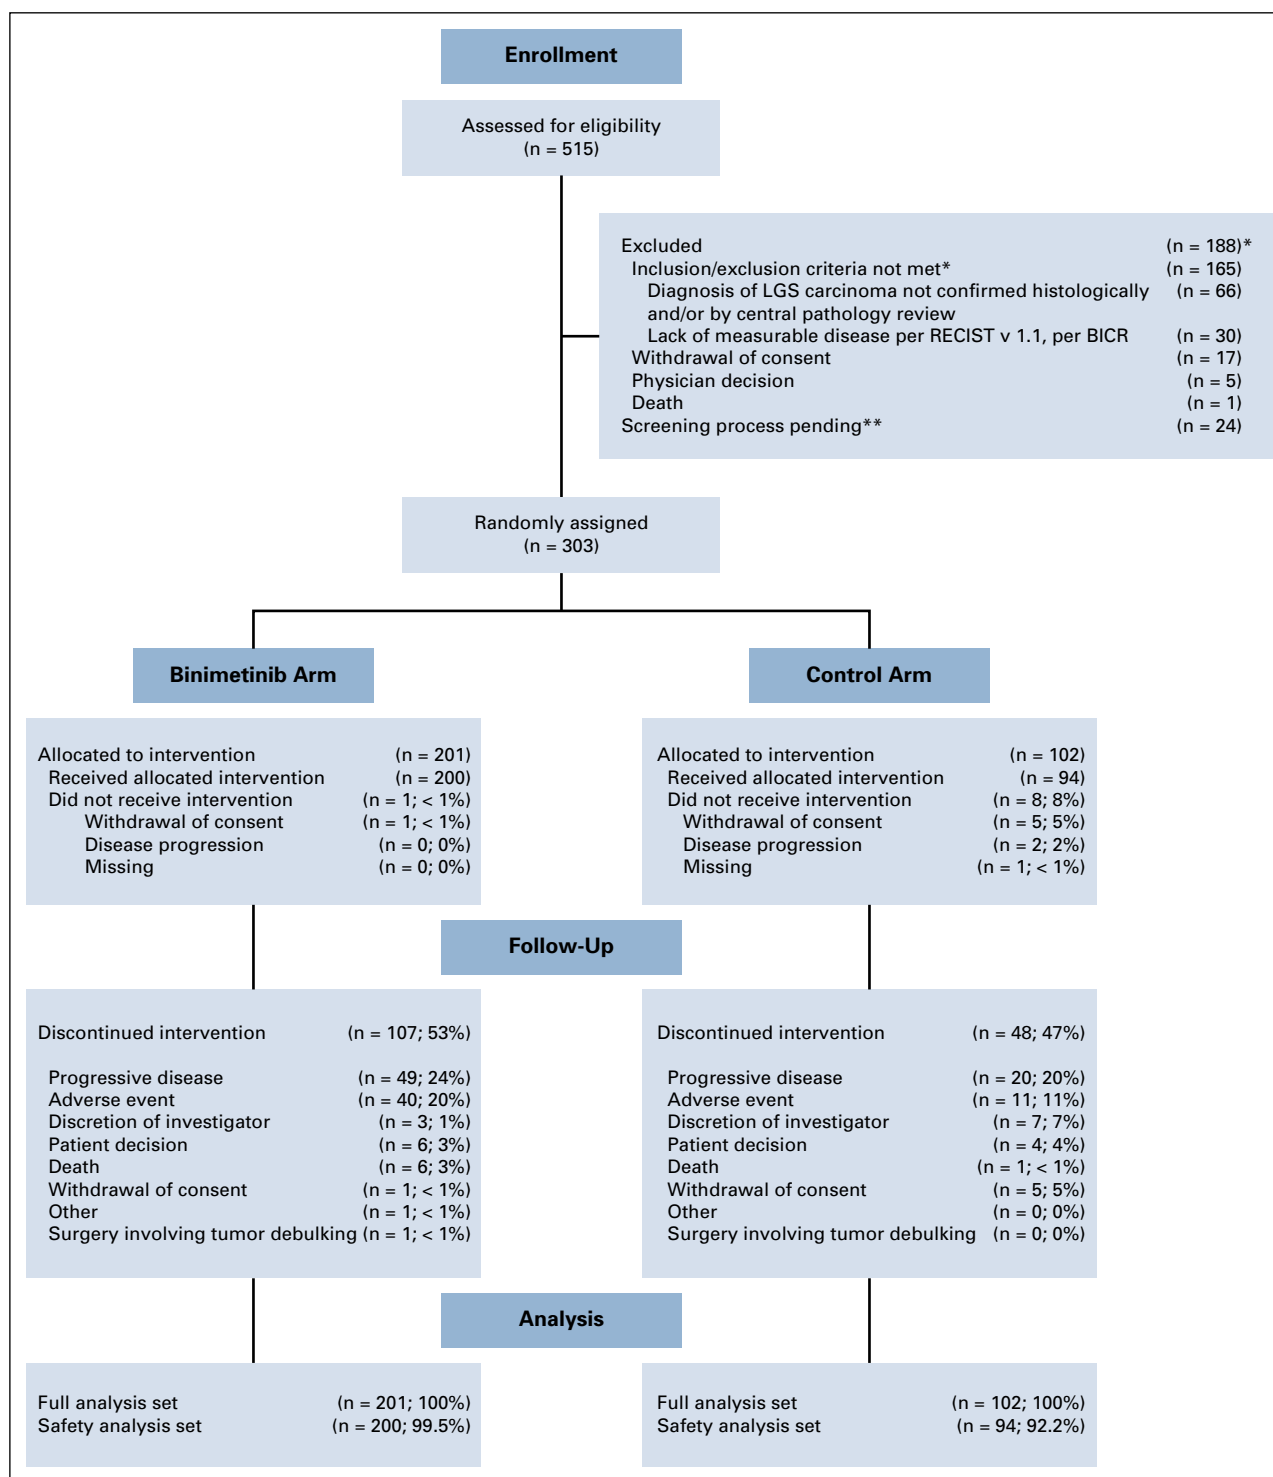 Enrollment
Assessed for eligibility
(n = 515)
Excluded (n = 188)*
Inclusion/exclusion criteria not met* (n = 165)
Diagnosis of LGS carcinoma not confirmed histologically (n = 66)
and/or by central pathology review
Lack of measurable disease per RECIST v 1.1, per BICR (n = 30)
Withdrawal of consent (n = 17)
Physician decision (n = 5)
Death (n = 1)
Screening process pending** (n = 24)
Randomly assigned
(n = 303)
Binimetinib Arm
Allocated to intervention (n = 201)
Received allocated intervention (n = 200)
Did not receive intervention (n = 1; < 1%)
Withdrawal of consent (n = 1; < 1%)
Disease progression (n = 0; 0%)
Missing (n = 0; 0%)
Control Arm
Allocated to intervention (n = 102)
Received allocated intervention (n = 94)
Did not receive intervention (n = 8; 8%)
Withdrawal of consent (n = 5; 5%)
Disease progression (n = 2; 2%)
Missing (n = 1; < 1%)
Follow-Up
Discontinued intervention (n = 107; 53%)
Progressive disease (n = 49; 24%)
Adverse event (n = 40; 20%)
Discretion of investigator (n = 3; 1%)
Patient decision (n = 6; 3%)
Death (n = 6; 3%)
Withdrawal of consent (n = 1; < 1%)
Other (n = 1; < 1%)
Surgery involving tumor debulking (n = 1; < 1%)
Discontinued intervention (n = 48; 47%)
Progressive disease (n = 20; 20%)
Adverse event (n = 11; 11%)
Discretion of investigator (n = 7; 7%)
Patient decision (n = 4; 4%)
Death (n = 1; < 1%)
Withdrawal of consent (n = 5; 5%)
Other (n = 0; 0%)
Surgery involving tumor debulking (n = 0; 0%)
Analysis
Full analysis set (n = 201; 100%)
Safety analysis set (n = 200; 99.5%)
Full analysis set (n = 102; 100%)
Safety analysis set (n = 94; 92.2%)